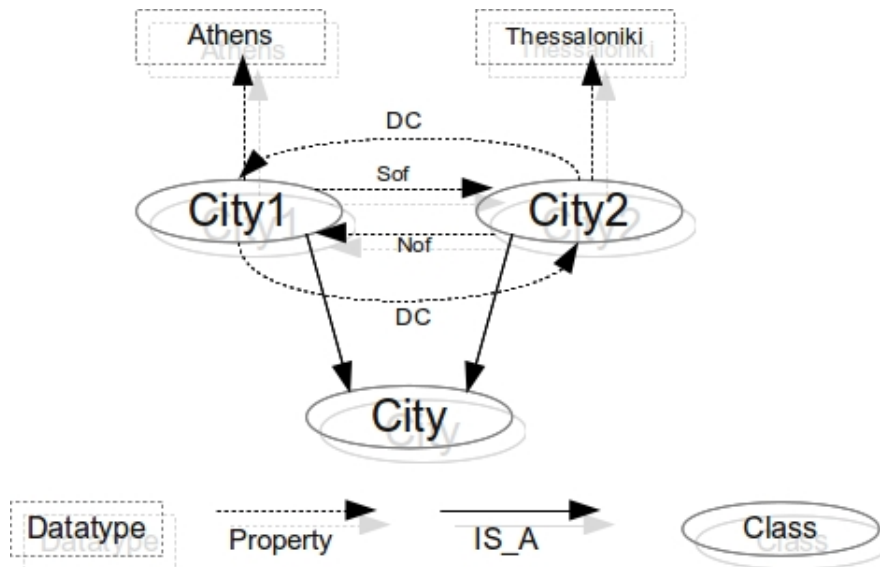 Athens
Thessaloniki
DC
Sof
City1
City2
Nof
DC
City
Datatype
Property
IS_A
Class